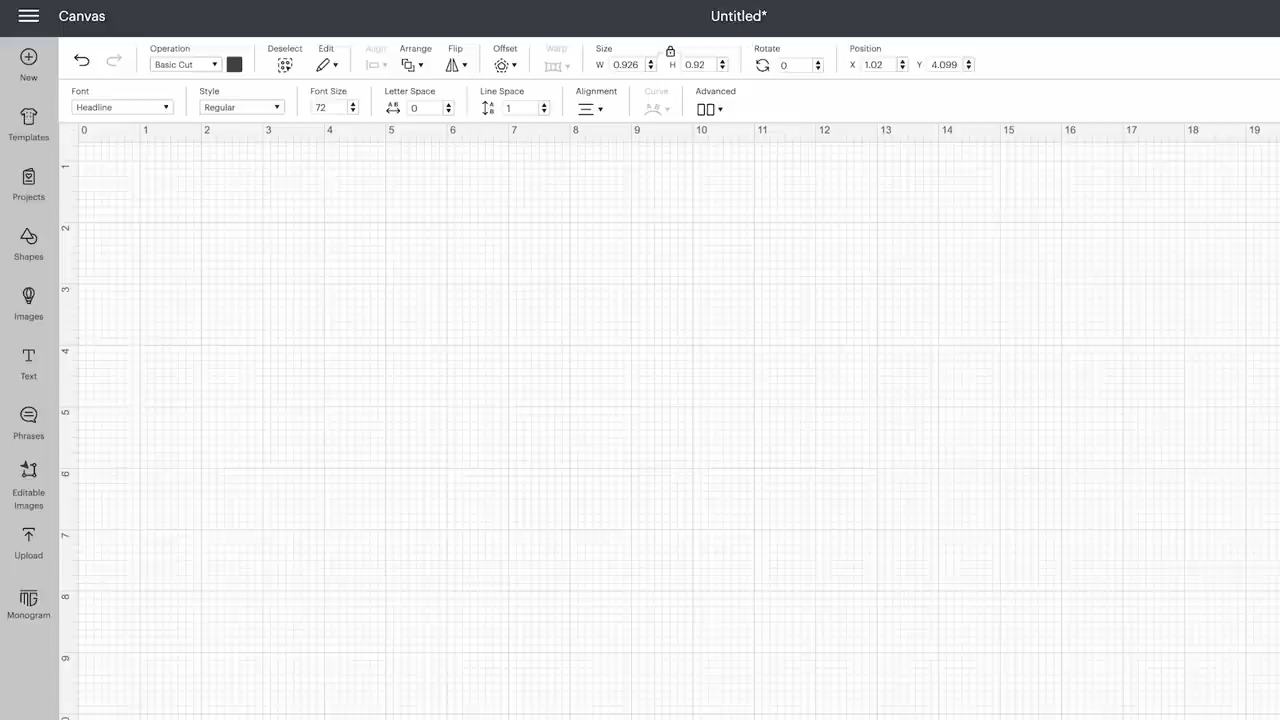 Canvas
Untitled*
New
Templates
Projects
Shapes
Images
Text
Phrases
Editable
Images
Upload
Monogram
Operation
Basic Cut
Deselect
Edit
Align
Arrange
Flip
Offset
Warp
Size
W 0.926
H 0.92
Rotate
0
Position
X 1.02
Y 4.099
Font
Headline
Style
Regular
Font Size
72
Letter Space
0
Line Space
1
Alignment
Curve
Advanced
0 1 2 3 4 5 6 7 8 9 10 11 12 13 14 15 16 17 18 19
1
2
3
4
5
6
7
8
9